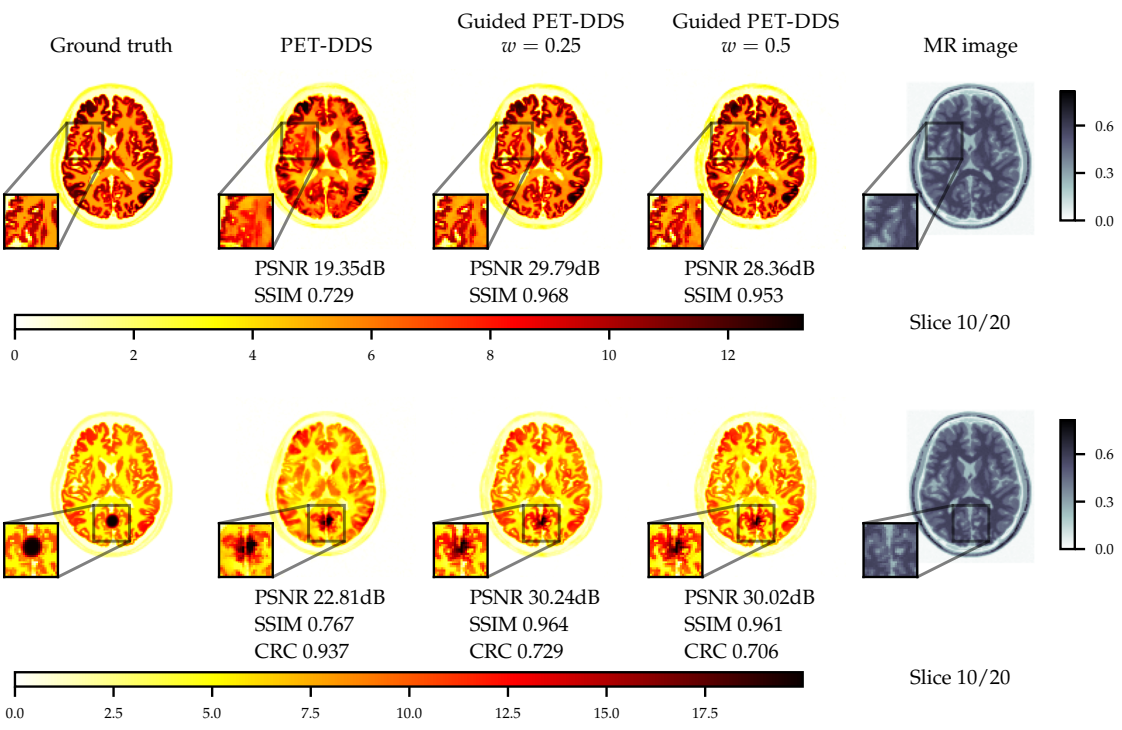 Ground truth
PET-DDS
Guided PET-DDS
w = 0.25
Guided PET-DDS
w = 0.5
MR image
0.6
0.3
0.0
PSNR 19.35dB
SSIM 0.729
PSNR 29.79dB
SSIM 0.968
PSNR 28.36dB
SSIM 0.953
Slice 10/20
0 2 4 6 8 10 12
0.6
0.3
0.0
PSNR 22.81dB
SSIM 0.767
CRC 0.937
PSNR 30.24dB
SSIM 0.964
CRC 0.729
PSNR 30.02dB
SSIM 0.961
CRC 0.706
Slice 10/20
0.0 2.5 5.0 7.5 10.0 12.5 15.0 17.5